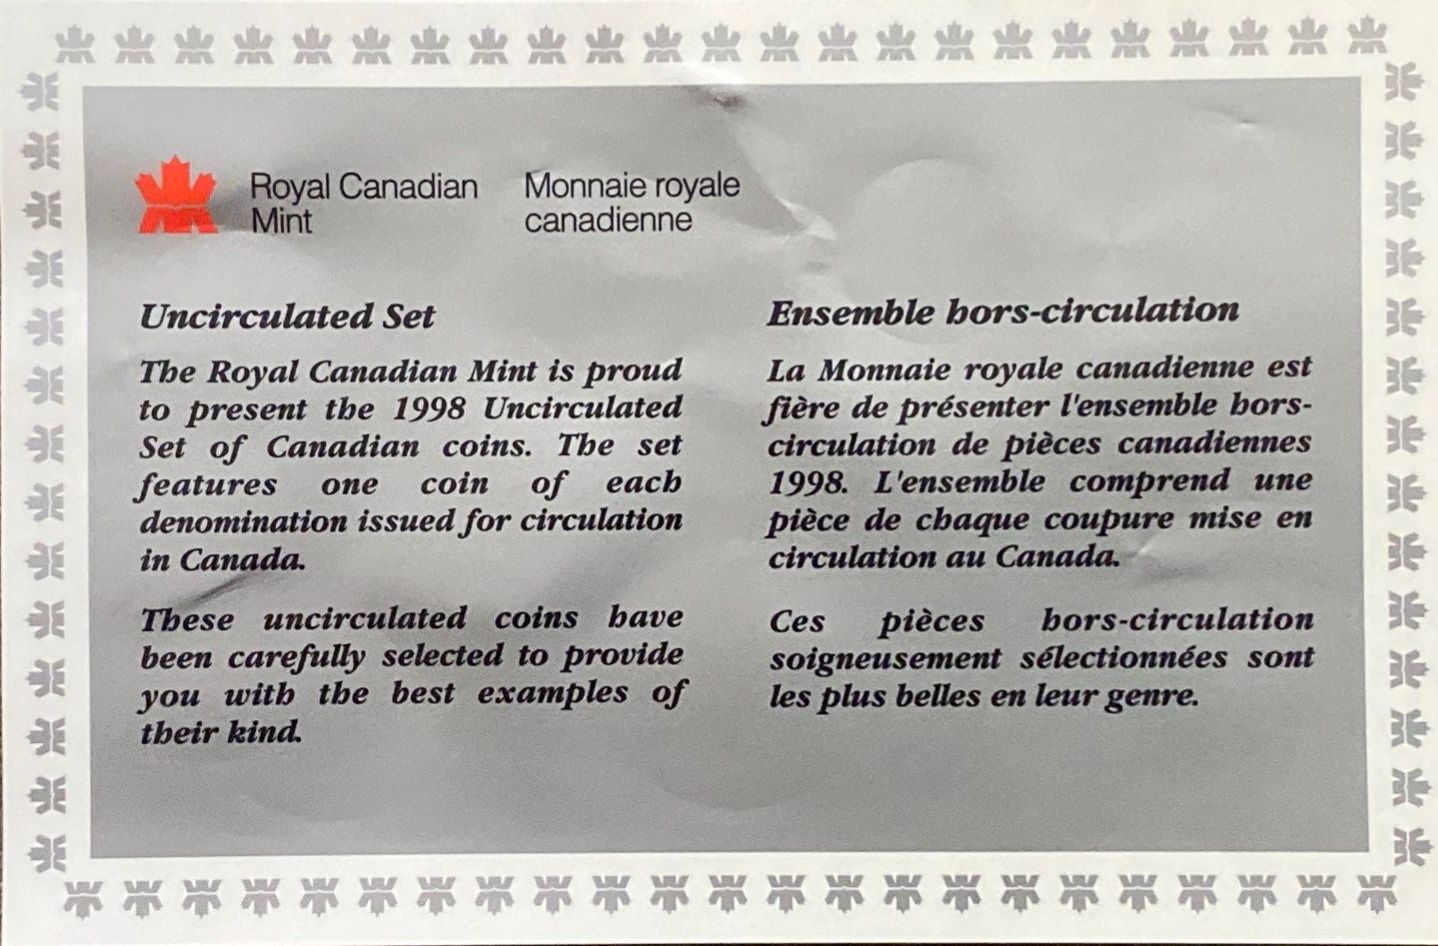 Royal Canadian
Mint
Monnaie royale
canadienne
Uncirculated Set
The Royal Canadian Mint is proud
to present the 1998 Uncirculated
Set of Canadian coins. The set
features one coin of each
denomination issued for circulation
in Canada.
These uncirculated coins have
been carefully selected to provide
you with the best examples of
their kind.
Ensemble hors-circulation
La Monnaie royale canadienne est
fière de présenter l'ensemble hors-
circulation de pièces canadiennes
1998. L'ensemble comprend une
pièce de chaque coupure mise en
circulation au Canada.
Ces pièces hors-circulation
soigneusement sélectionnées sont
les plus belles en leur genre.